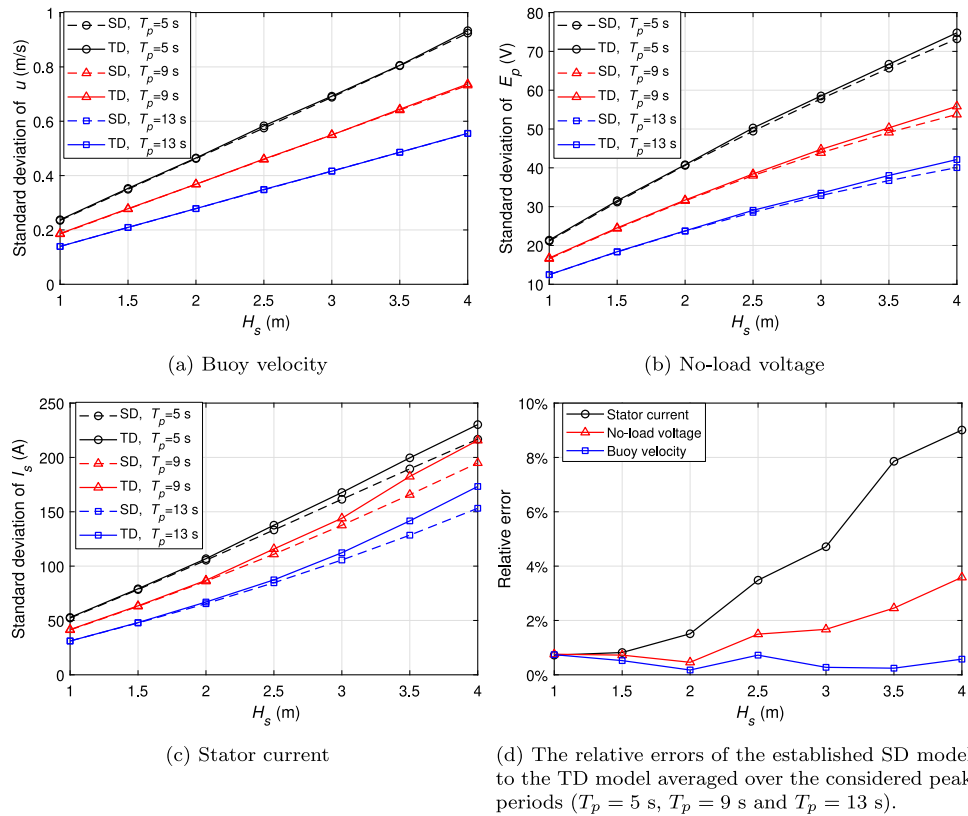 SD, Tp=5 s
TD, Tp=5 s
SD, Tp=9 s
TD, Tp=9 s
SD, Tp=13 s
TD, Tp=13 s
Standard deviation of u (m/s)
1
0.8
0.6
0.4
0.2
0
1 1.5 2 2.5 3 3.5 4
Hs (m)
(a) Buoy velocity
SD, Tp=5 s
TD, Tp=5 s
SD, Tp=9 s
TD, Tp=9 s
SD, Tp=13 s
TD, Tp=13 s
Standard deviation of Ep (V)
80
70
60
50
40
30
20
10
1 1.5 2 2.5 3 3.5 4
Hs (m)
(b) No-load voltage
SD, Tp=5 s
TD, Tp=5 s
SD, Tp=9 s
TD, Tp=9 s
SD, Tp=13 s
TD, Tp=13 s
Standard deviation of Is (A)
250
200
150
100
50
0
1 1.5 2 2.5 3 3.5 4
Hs (m)
(c) Stator current
Stator current
No-load voltage
Buoy velocity
Relative error
10%
8%
6%
4%
2%
0%
1 1.5 2 2.5 3 3.5 4
Hs (m)
(d) The relative errors of the established SD model
to the TD model averaged over the considered peak
periods (Tp = 5 s, Tp = 9 s and Tp = 13 s).